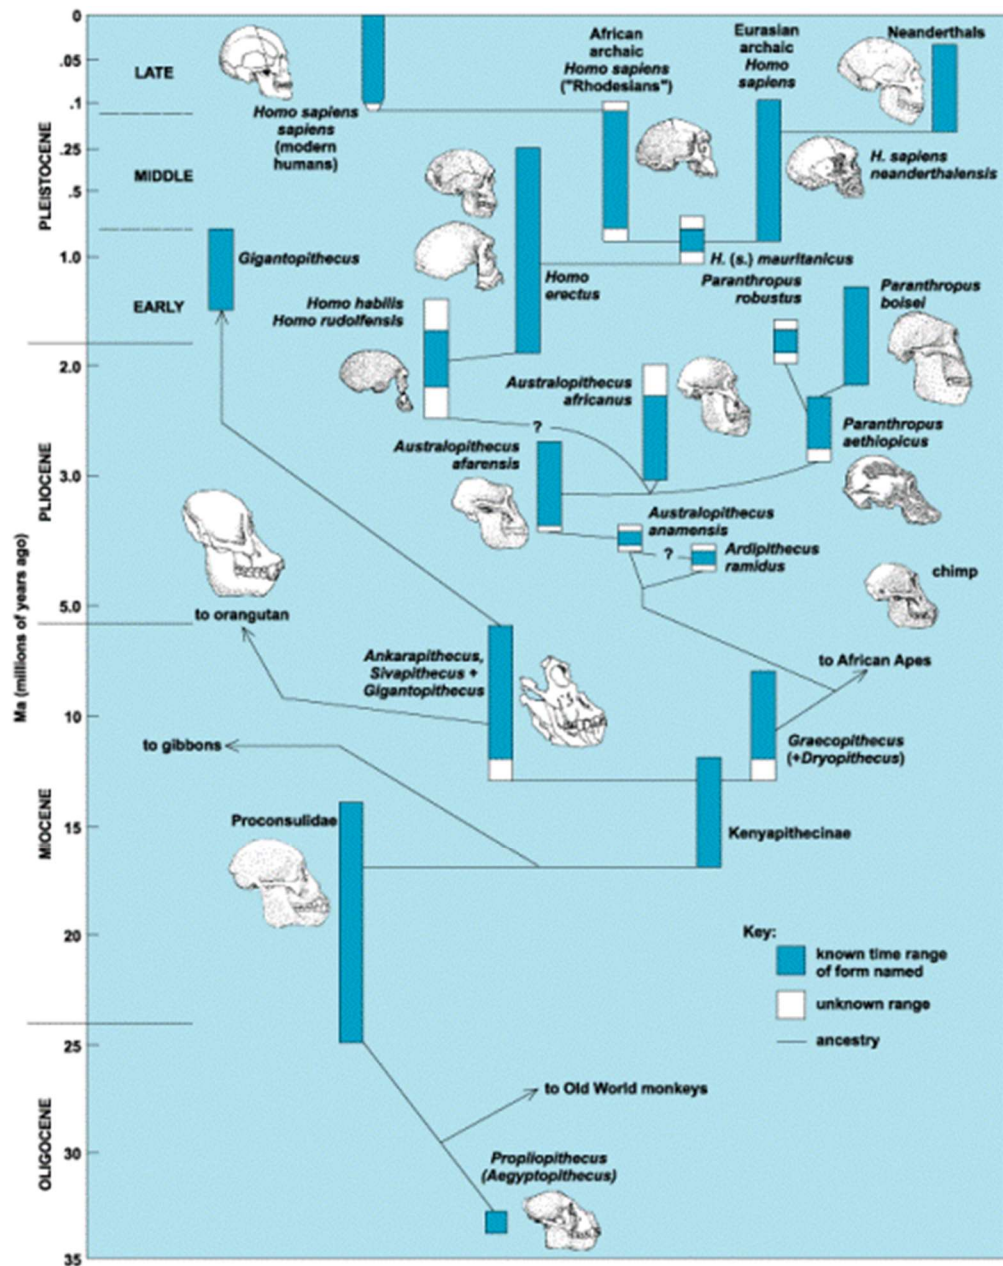 0
.05
.1
.25
.5
1.0
2.0
3.0
5.0
10
15
20
25
30
35
Ma (millions of years ago)
PLEISTOCENE
PLIOCENE
MIOCENE
OLIGOCENE
LATE
MIDDLE
EARLY
Homo sapiens
sapiens
(modern
humans)
African
archaic
Homo sapiens
("Rhodesians")
Eurasian
archaic
Homo
sapiens
Neanderthals
H. sapiens
neanderthalensis
Gigantopithecus
Homo
erectus
H. (s.) mauritanicus
Homo habilis
Homo rudolfensis
Paranthropus
robustus
Paranthropus
boisei
Australopithecus
africanus
?
Australopithecus
afarensis
Paranthropus
aethiopicus
Australopithecus
anamensis
?
Ardipithecus
ramidus
chimp
to orangutan
Ankarapithecus,
Sivapithecus +
Gigantopithecus
to African Apes
to gibbons
Graecopithecus
(+Dryopithecus)
Proconsulidae
Kenyapithecinae
Key:
known time range
of form named
unknown range
ancestry
to Old World monkeys
Propliopithecus
(Aegyptopithecus)